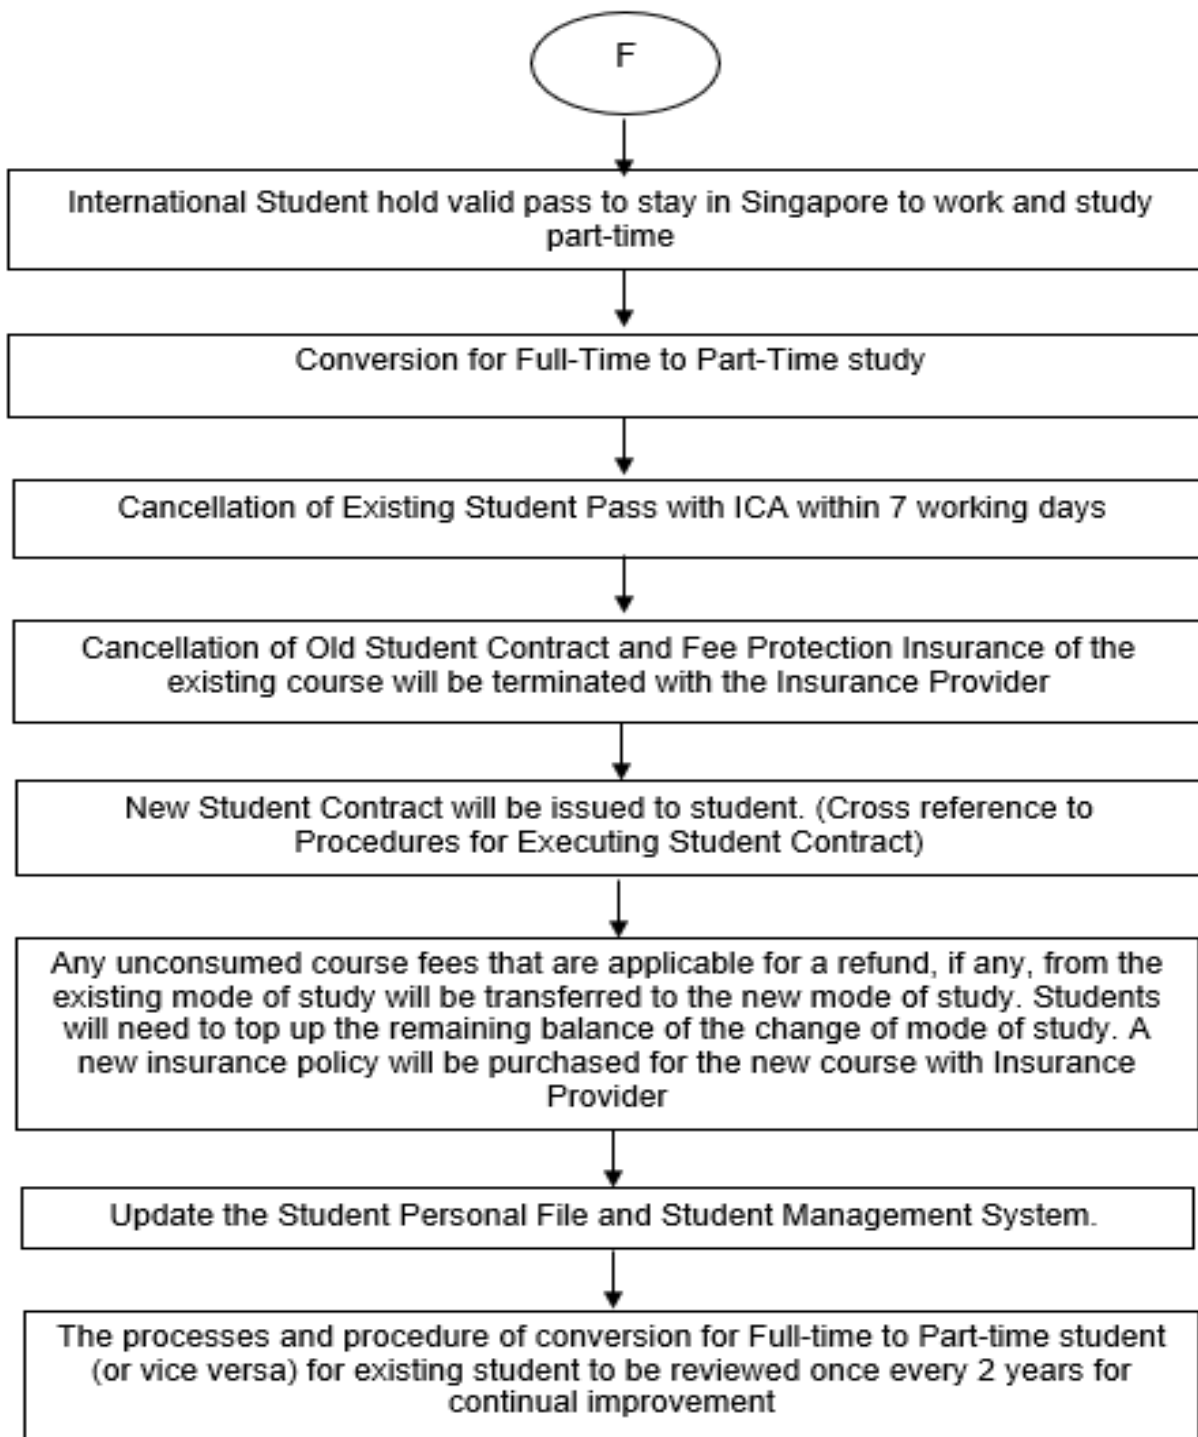 F
International Student hold valid pass to stay in Singapore to work and study
part-time
Conversion for Full-Time to Part-Time study
Cancellation of Existing Student Pass with ICA within 7 working days
Cancellation of Old Student Contract and Fee Protection Insurance of the
existing course will be terminated with the Insurance Provider
New Student Contract will be issued to student. (Cross reference to
Procedures for Executing Student Contract)
Any unconsumed course fees that are applicable for a refund, if any, from the
existing mode of study will be transferred to the new mode of study. Students
will need to top up the remaining balance of the change of mode of study. A
new insurance policy will be purchased for the new course with Insurance
Provider
Update the Student Personal File and Student Management System.
The processes and procedure of conversion for Full-time to Part-time student
(or vice versa) for existing student to be reviewed once every 2 years for
continual improvement